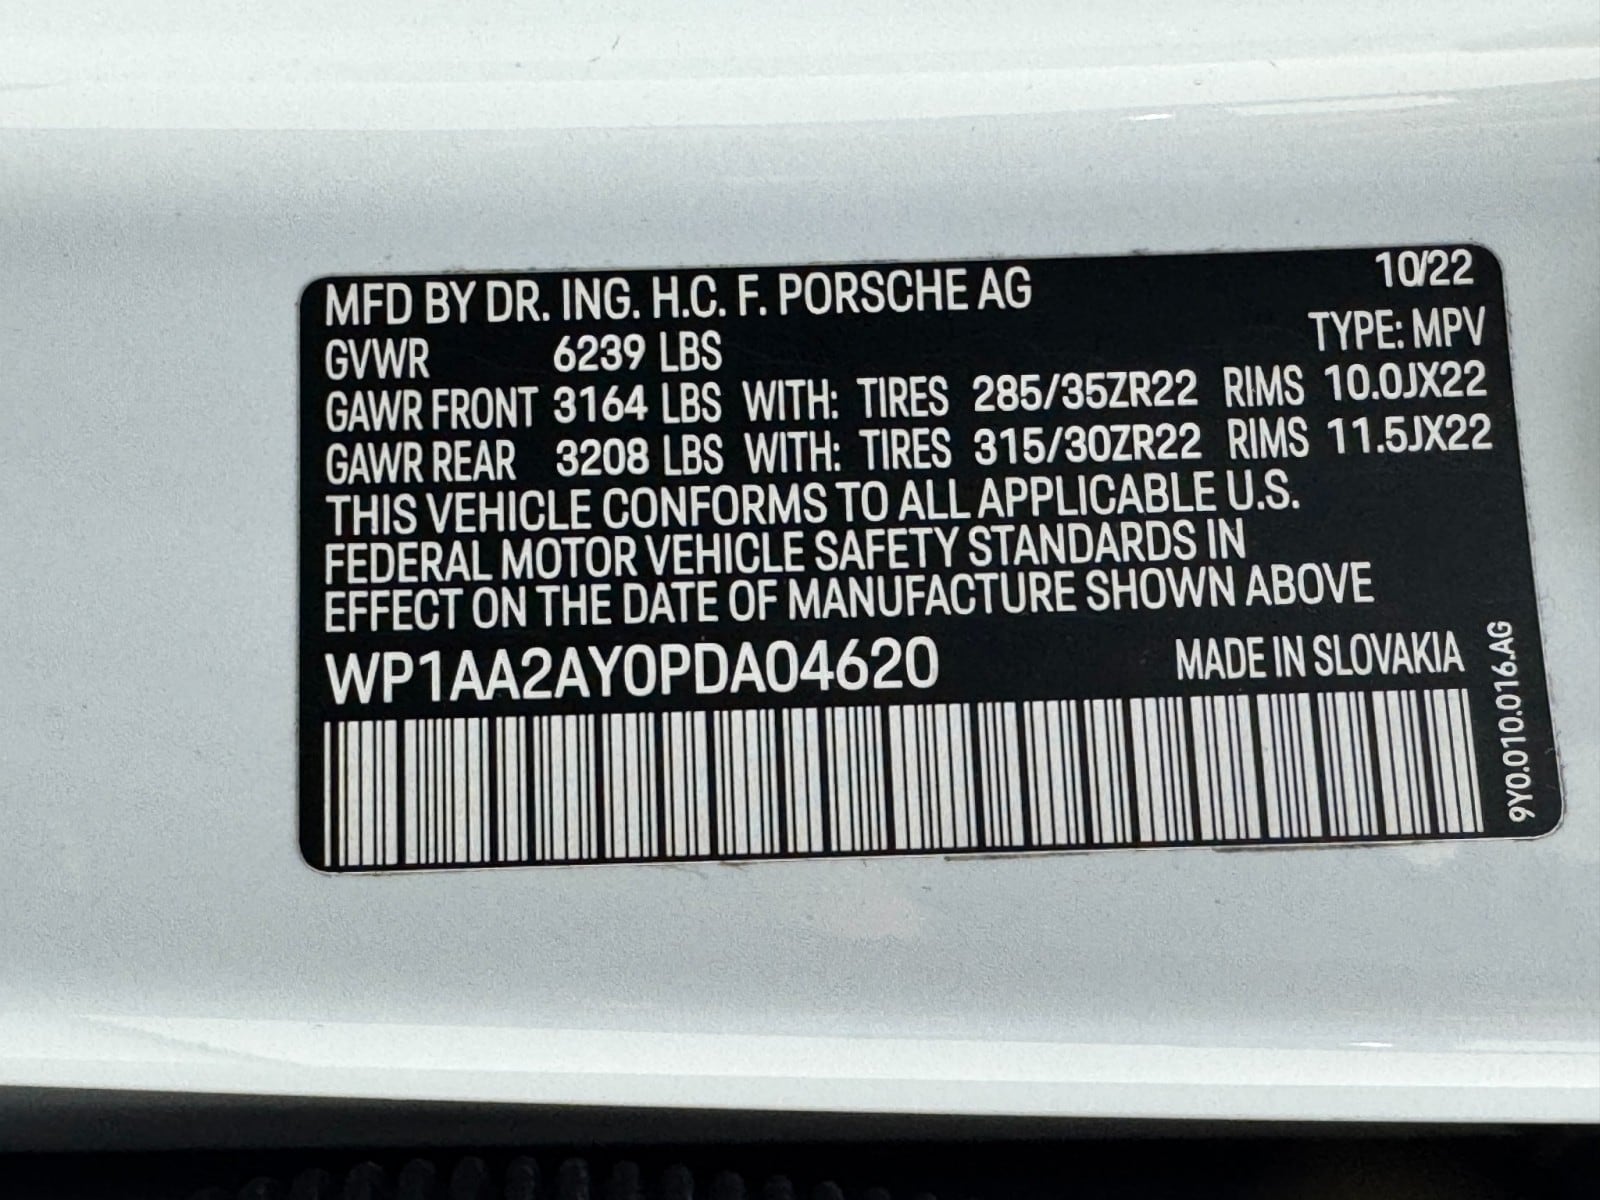 MFD BY DR. ING. H.C. F. PORSCHE AG 10/22
GVWR 6239 LBS TYPE: MPV
GAWR FRONT 3164 LBS WITH: TIRES 285/35ZR22 RIMS 10.0JX22
GAWR REAR 3208 LBS WITH: TIRES 315/30ZR22 RIMS 11.5JX22
THIS VEHICLE CONFORMS TO ALL APPLICABLE U.S.
FEDERAL MOTOR VEHICLE SAFETY STANDARDS IN
EFFECT ON THE DATE OF MANUFACTURE SHOWN ABOVE
WP1AA2AY0PDA04620 MADE IN SLOVAKIA
9Y0.010.016.AG